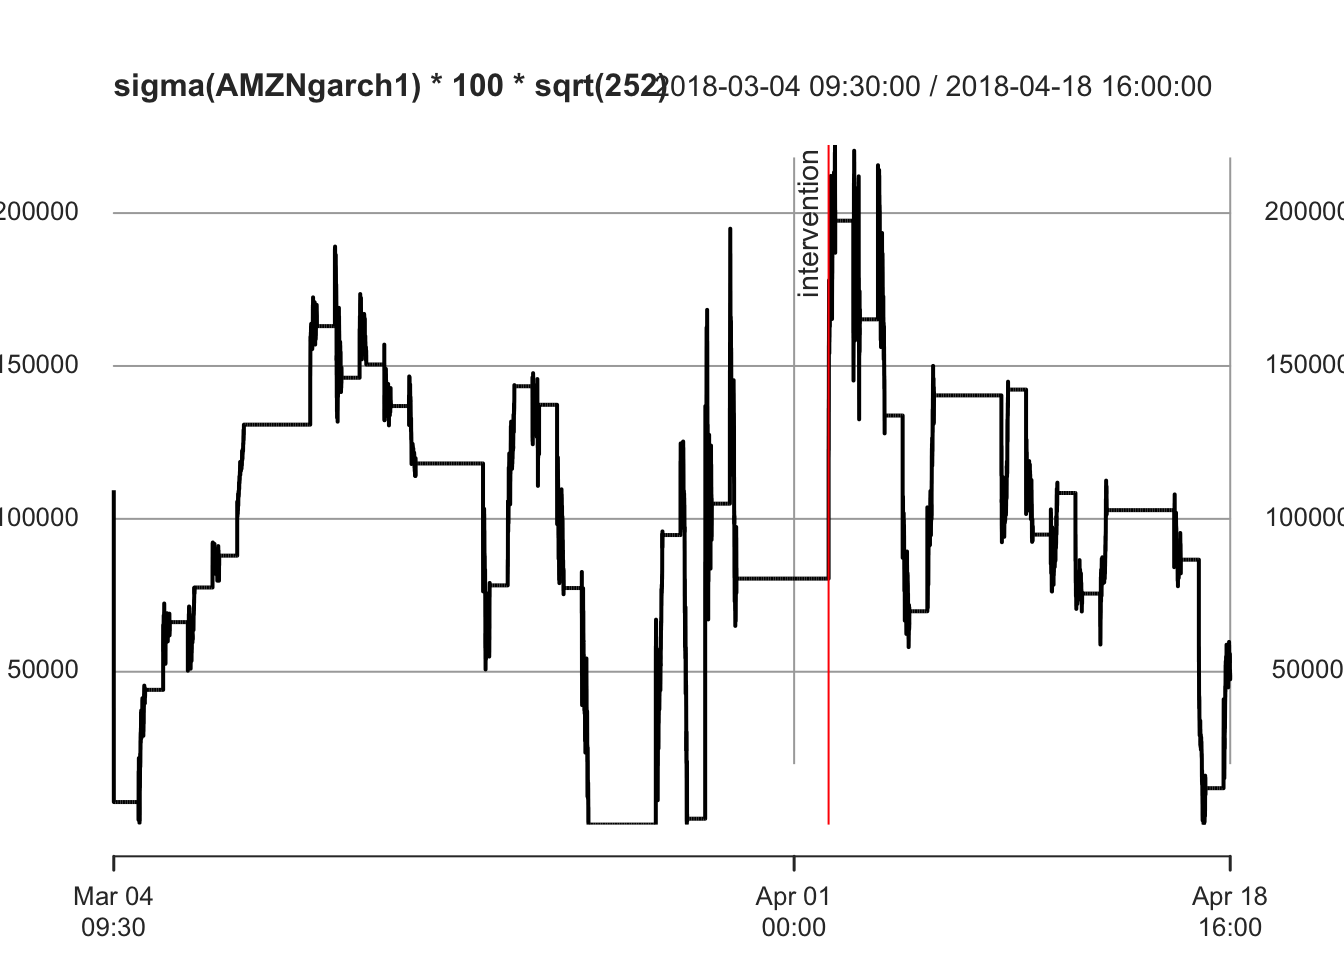 sigma(AMZNgarch1) * 100 * sqrt(252)
2018-03-04 09:30:00 / 2018-04-18 16:00:00
intervention
200000 200000
150000 150000
100000 100000
50000 50000
Mar 04 Apr 01 Apr 18
09:30 00:00 16:00